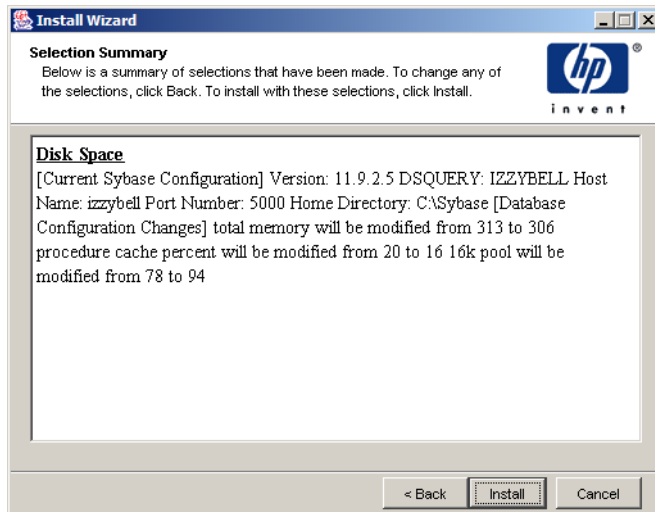 Install Wizard
Selection Summary
Below is a summary of selections that have been made. To change any of
the selections, click Back. To install with these selections, click Install.
hp
®
invent
Disk Space
[Current Sybase Configuration] Version: 11.9.2.5 DSQUERY: IZZYBELL Host
Name: izzybell Port Number: 5000 Home Directory: C:\Sybase [Database
Configuration Changes] total memory will be modified from 313 to 306
procedure cache percent will be modified from 20 to 16 16k pool will be
modified from 78 to 94
< Back Install Cancel